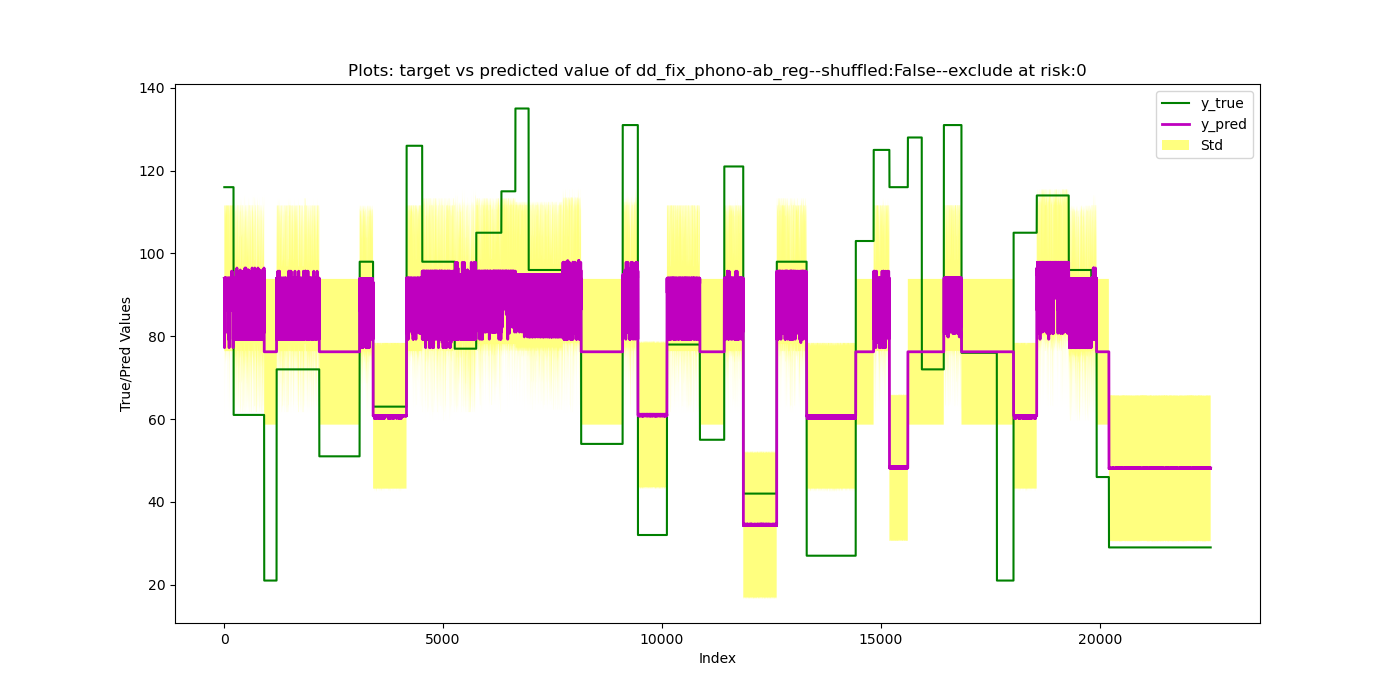 Plots: target vs predicted value of dd_fix_phono-ab_reg--shuffled:False--exclude at risk:0
140
120
100
80
60
40
20
True/Pred Values
y_true
y_pred
Std
0
5000
10000
15000
20000
Index